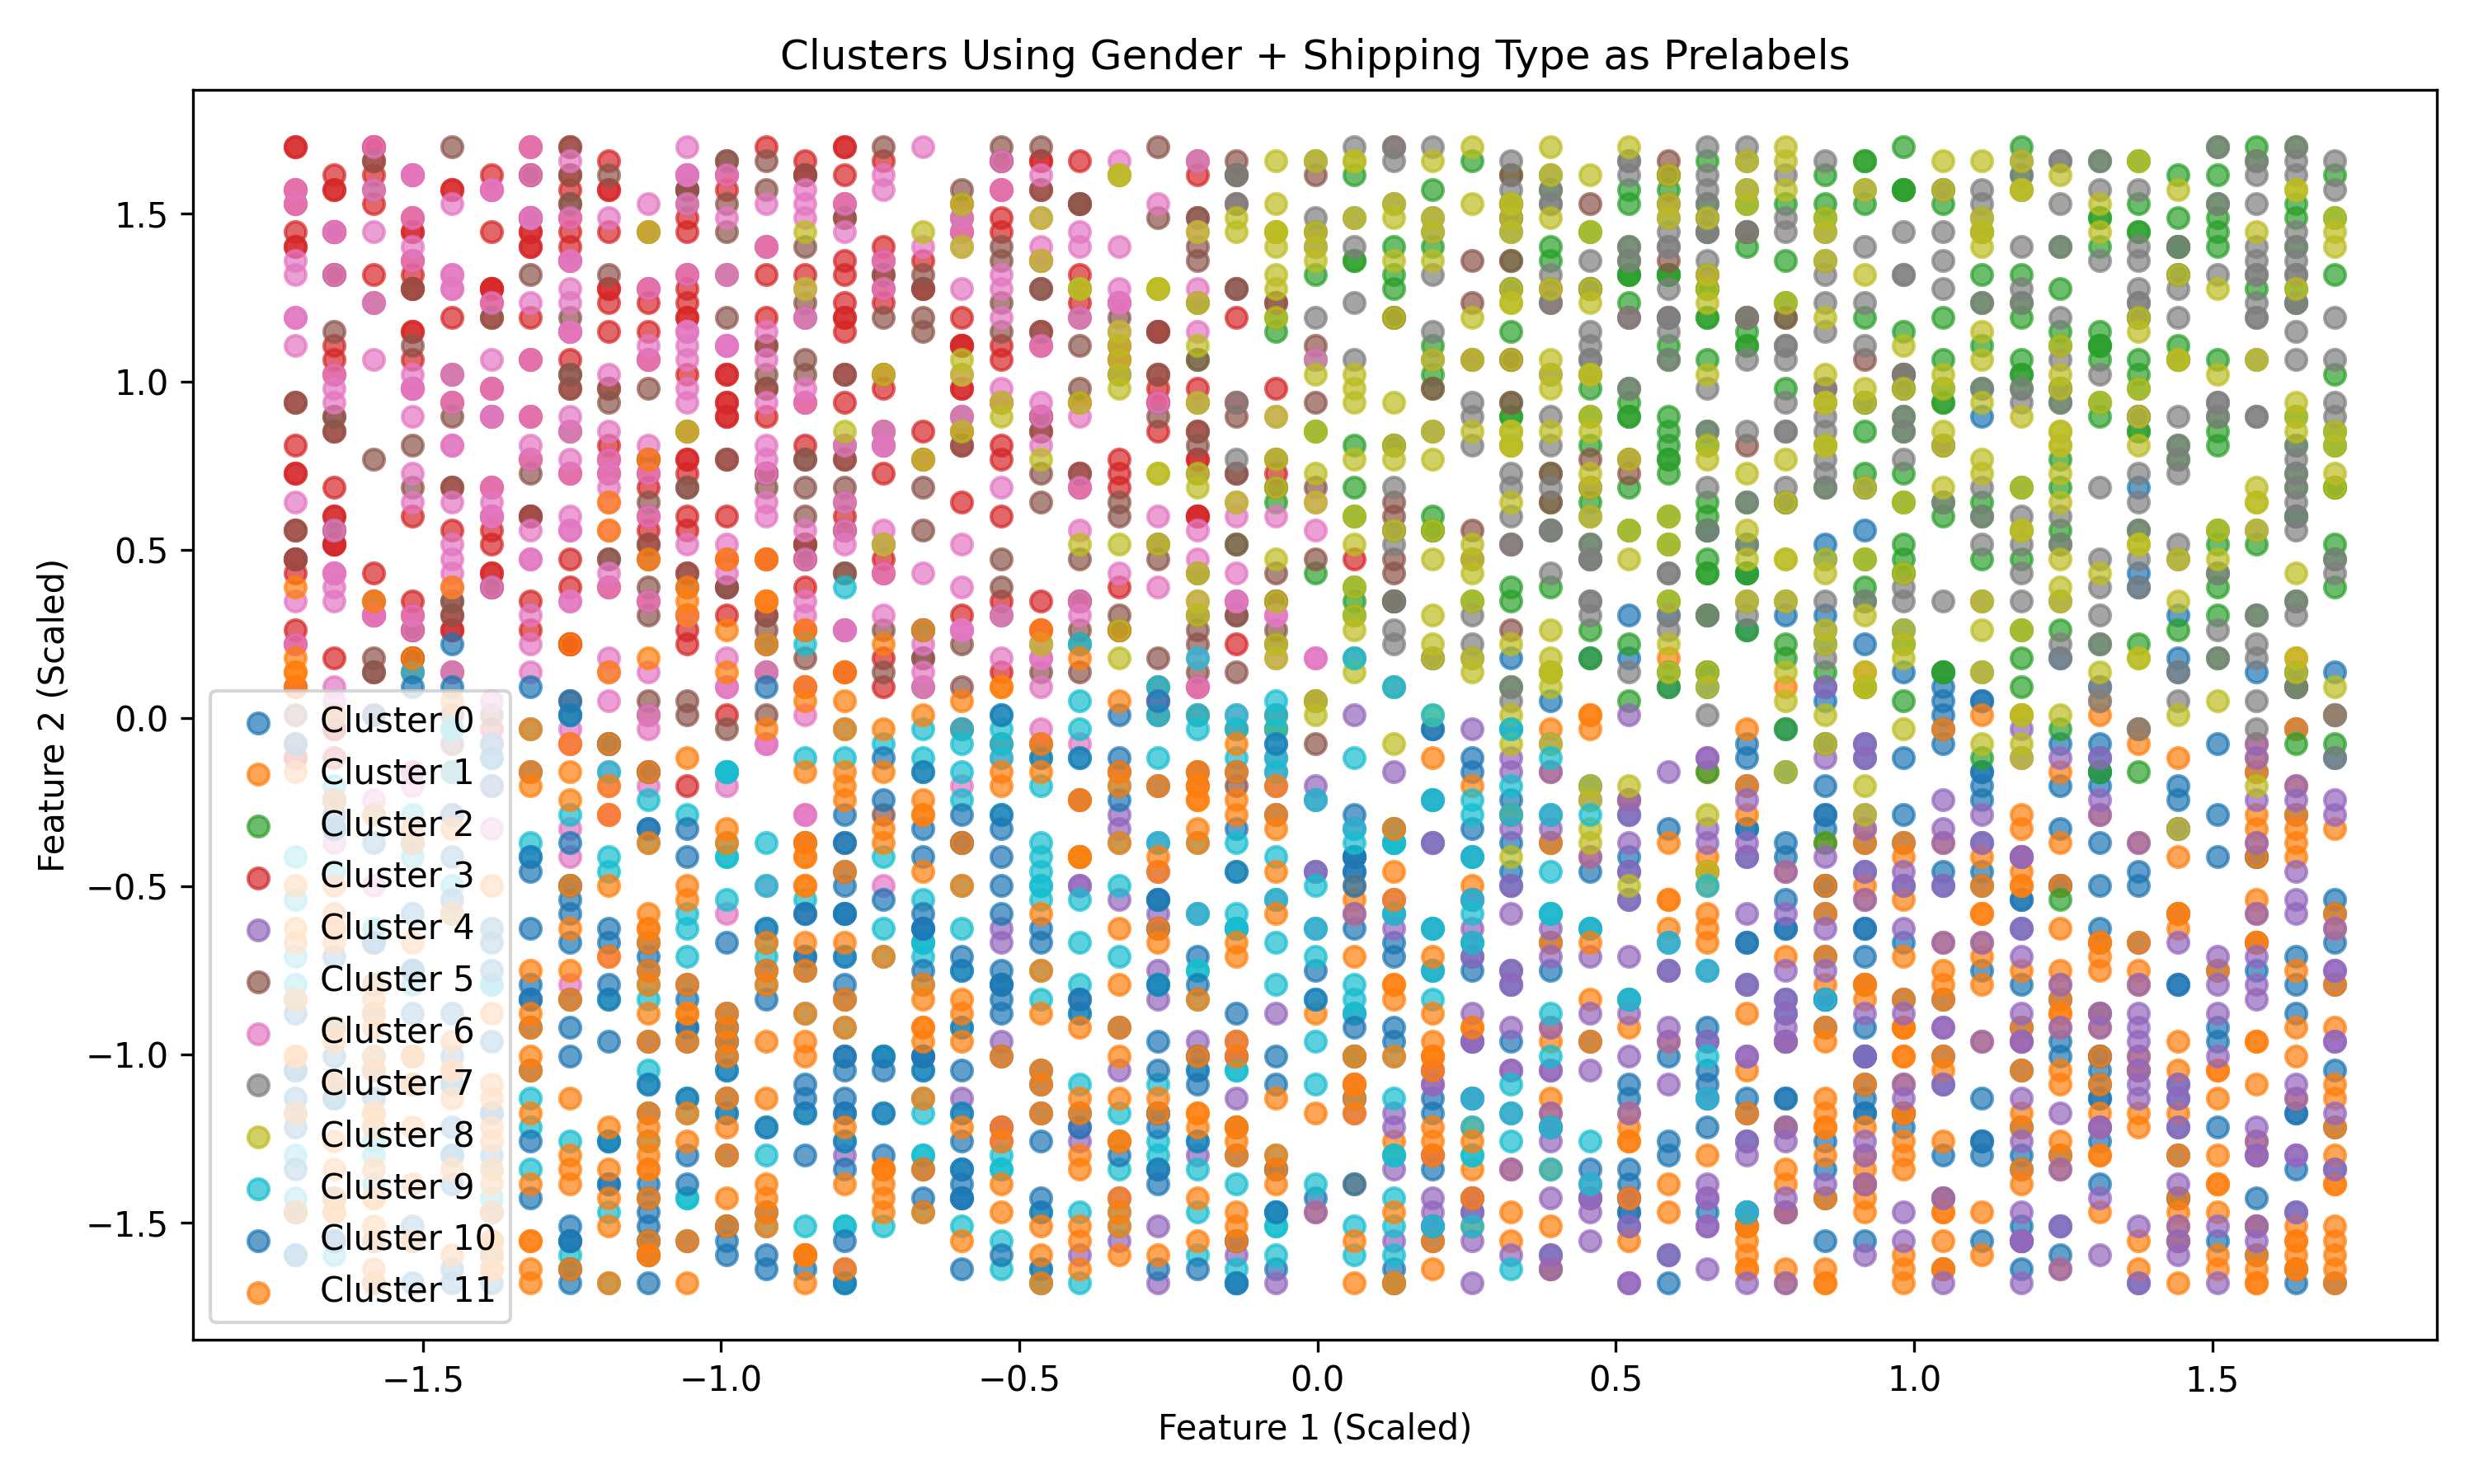 Clusters Using Gender + Shipping Type as Prelabels
Feature 2 (Scaled)
1.5
1.0
0.5
0.0
−0.5
−1.0
−1.5
Cluster 0
Cluster 1
Cluster 2
Cluster 3
Cluster 4
Cluster 5
Cluster 6
Cluster 7
Cluster 8
Cluster 9
Cluster 10
Cluster 11
−1.5 −1.0 −0.5 0.0 0.5 1.0 1.5
Feature 1 (Scaled)